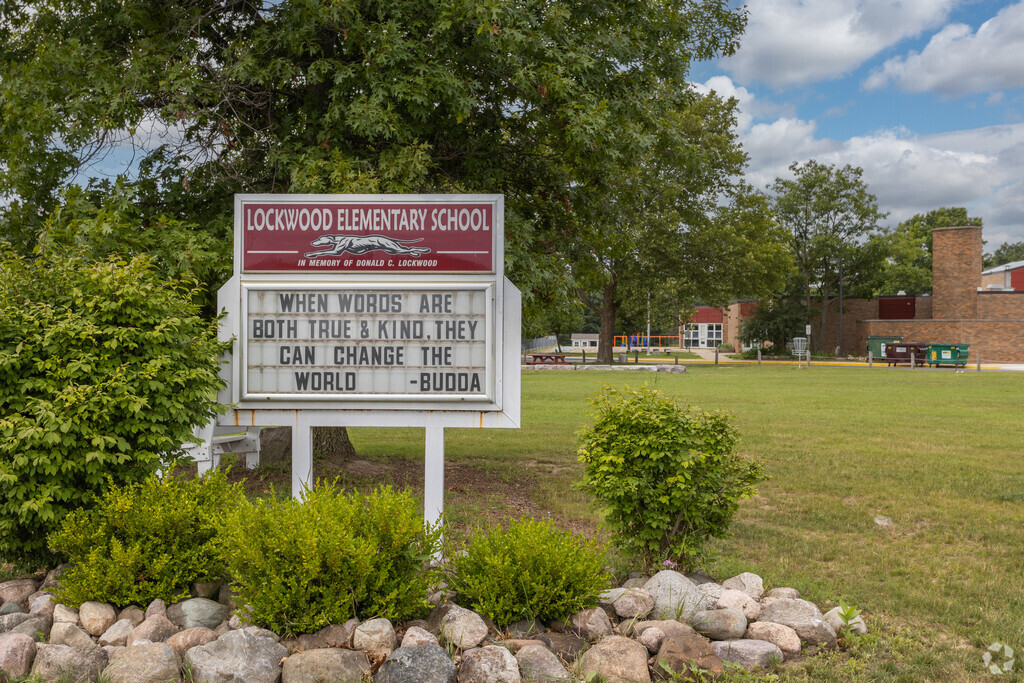 LOCKWOOD ELEMENTARY SCHOOL
IN MEMORY OF DONALD C. LOCKWOOD
WHEN WORDS ARE
BOTH TRUE & KIND, THEY
CAN CHANGE THE
WORLD -BUDDA